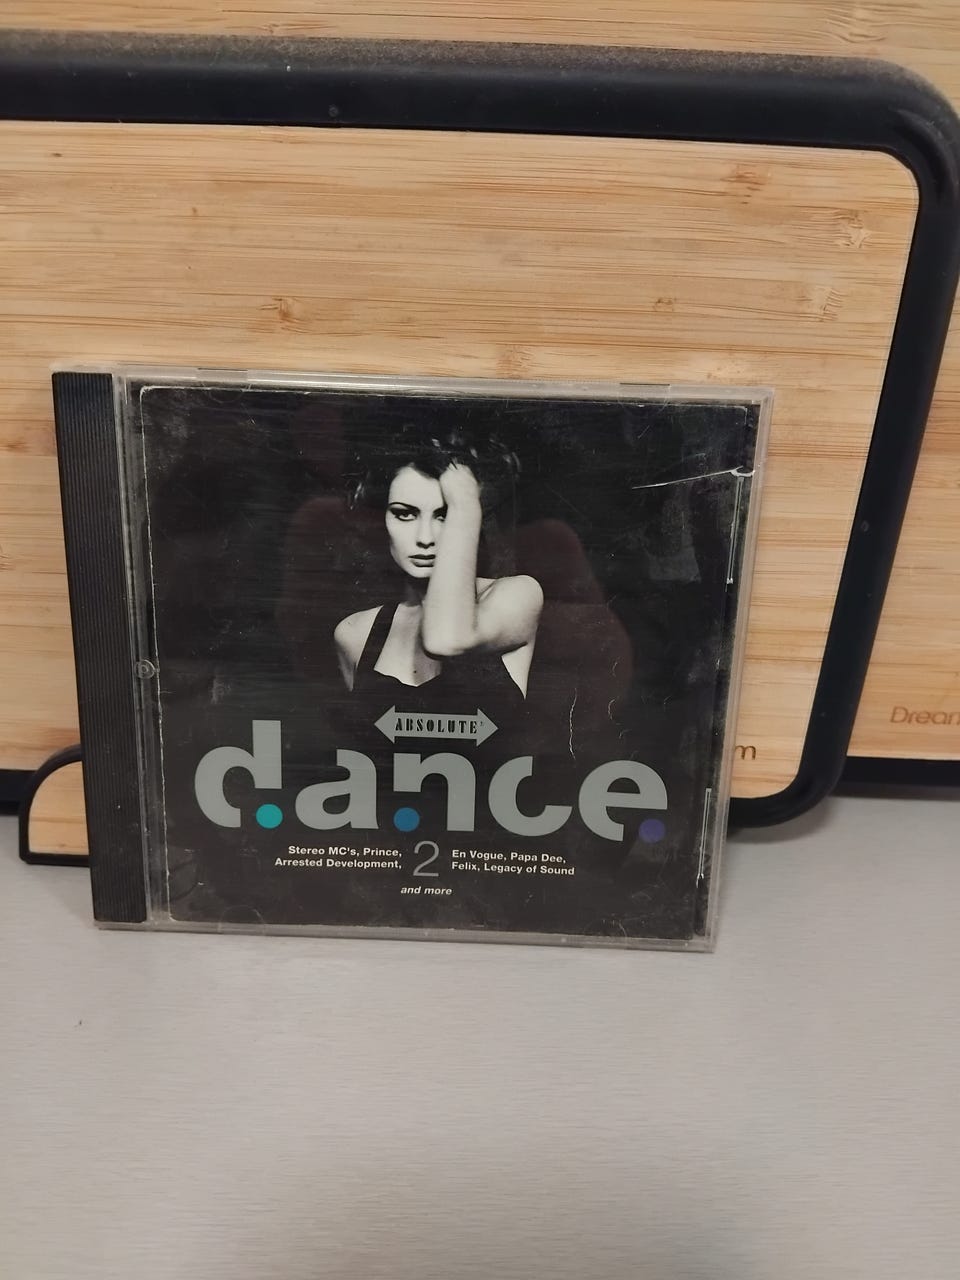 ABSOLUTE
dance
2
Stereo MC's, Prince,
Arrested Development,
En Vogue, Papa Dee,
Felix, Legacy of Sound
and more